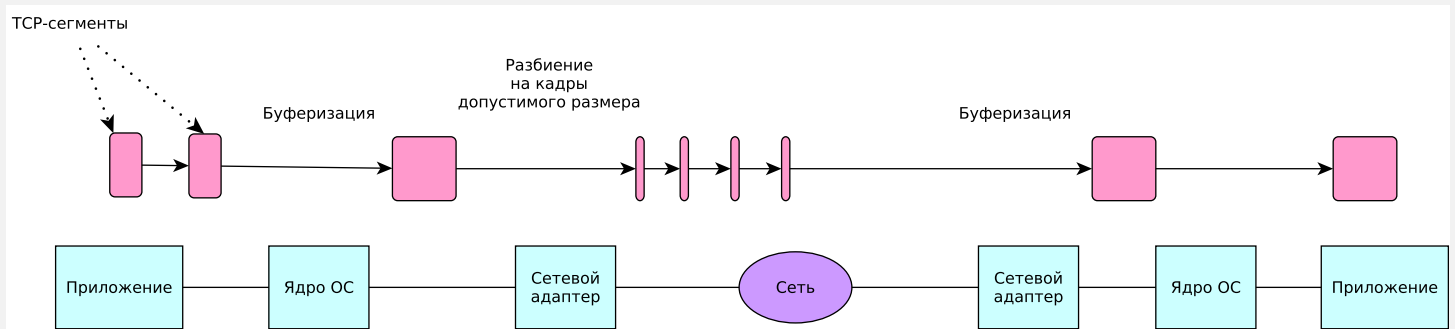 TCP-сегменты
Разбиение
на кадры
допустимого размера
Буферизация
Буферизация
Приложение
Ядро ОС
Сетевой
адаптер
Сеть
Сетевой
адаптер
Ядро ОС
Приложение